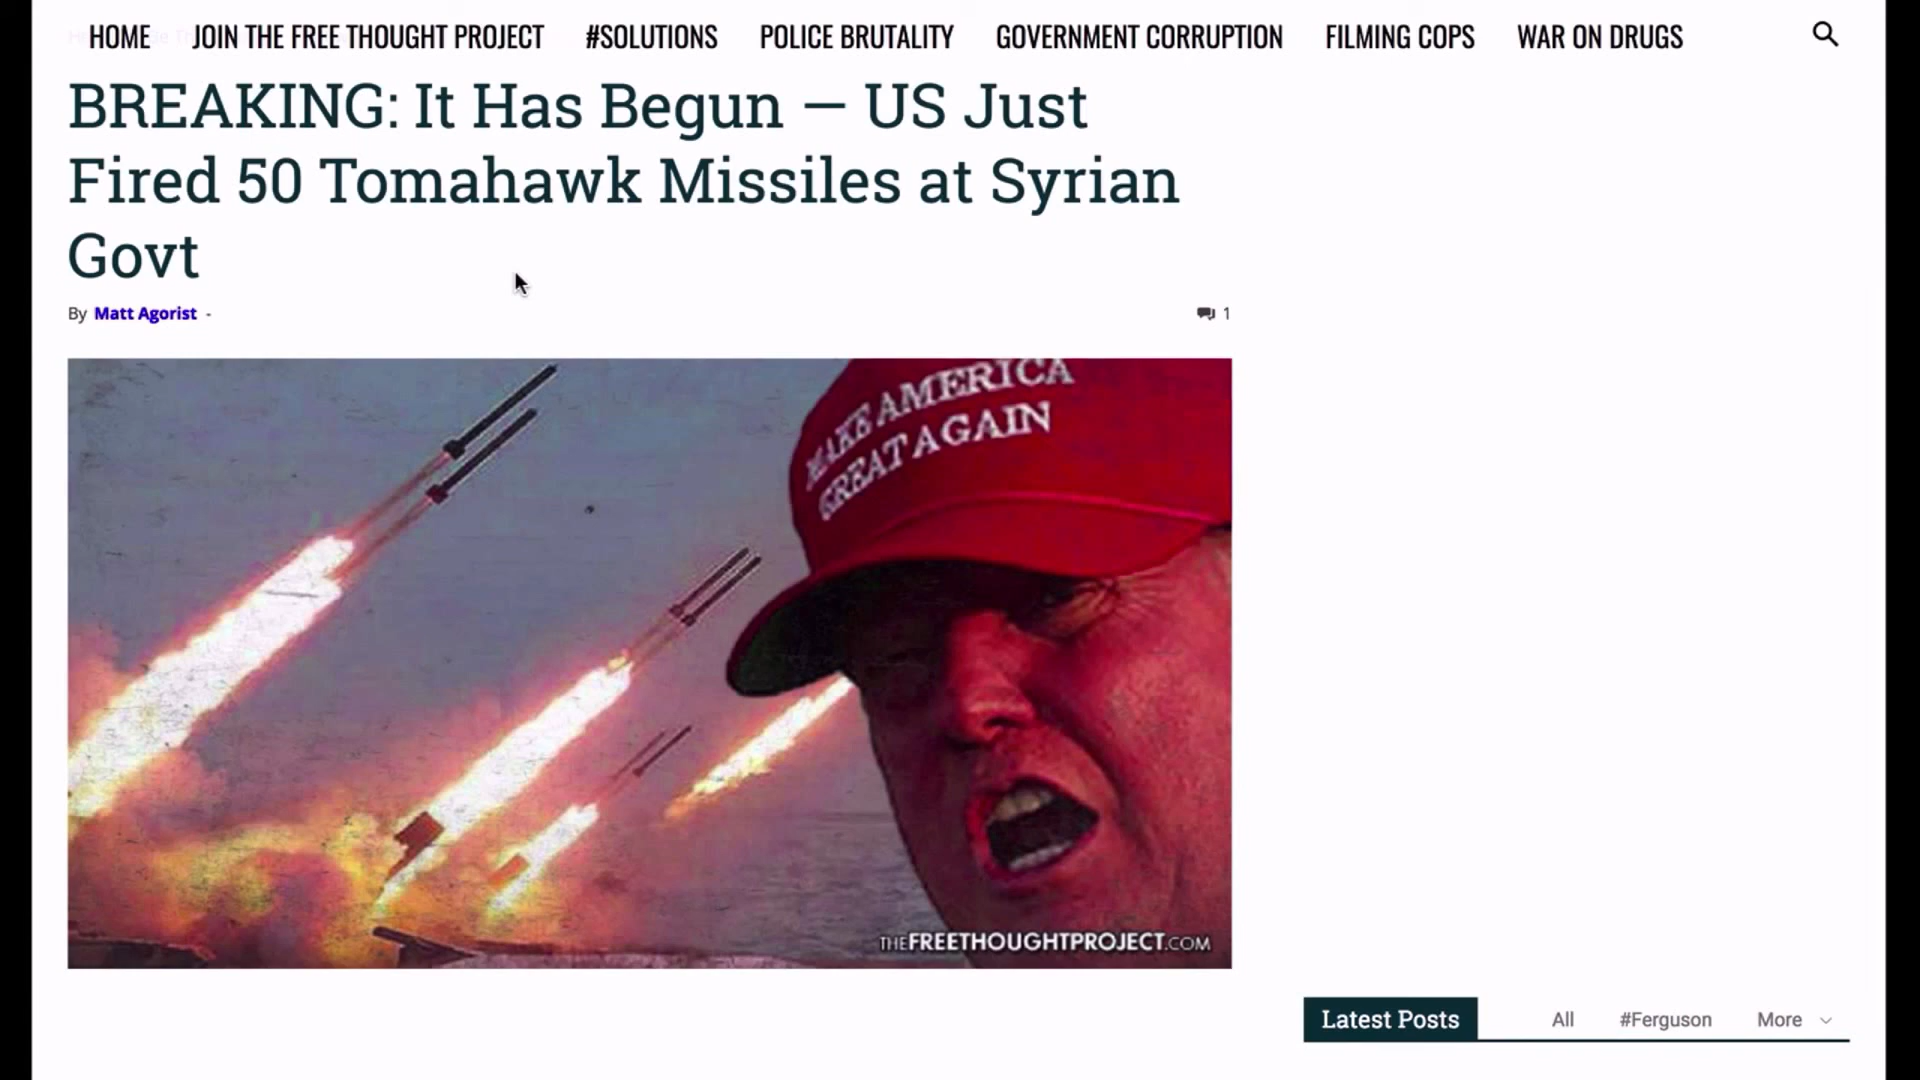 HOME JOIN THE FREE THOUGHT PROJECT #SOLUTIONS POLICE BRUTALITY GOVERNMENT CORRUPTION FILMING COPS WAR ON DRUGS
BREAKING: It Has Begun — US Just
Fired 50 Tomahawk Missiles at Syrian
Govt
By Matt Agorist -
1
MAKE AMERICA
GREAT AGAIN
THEFREETHOUGHTPROJECT.COM
Latest Posts All #Ferguson More